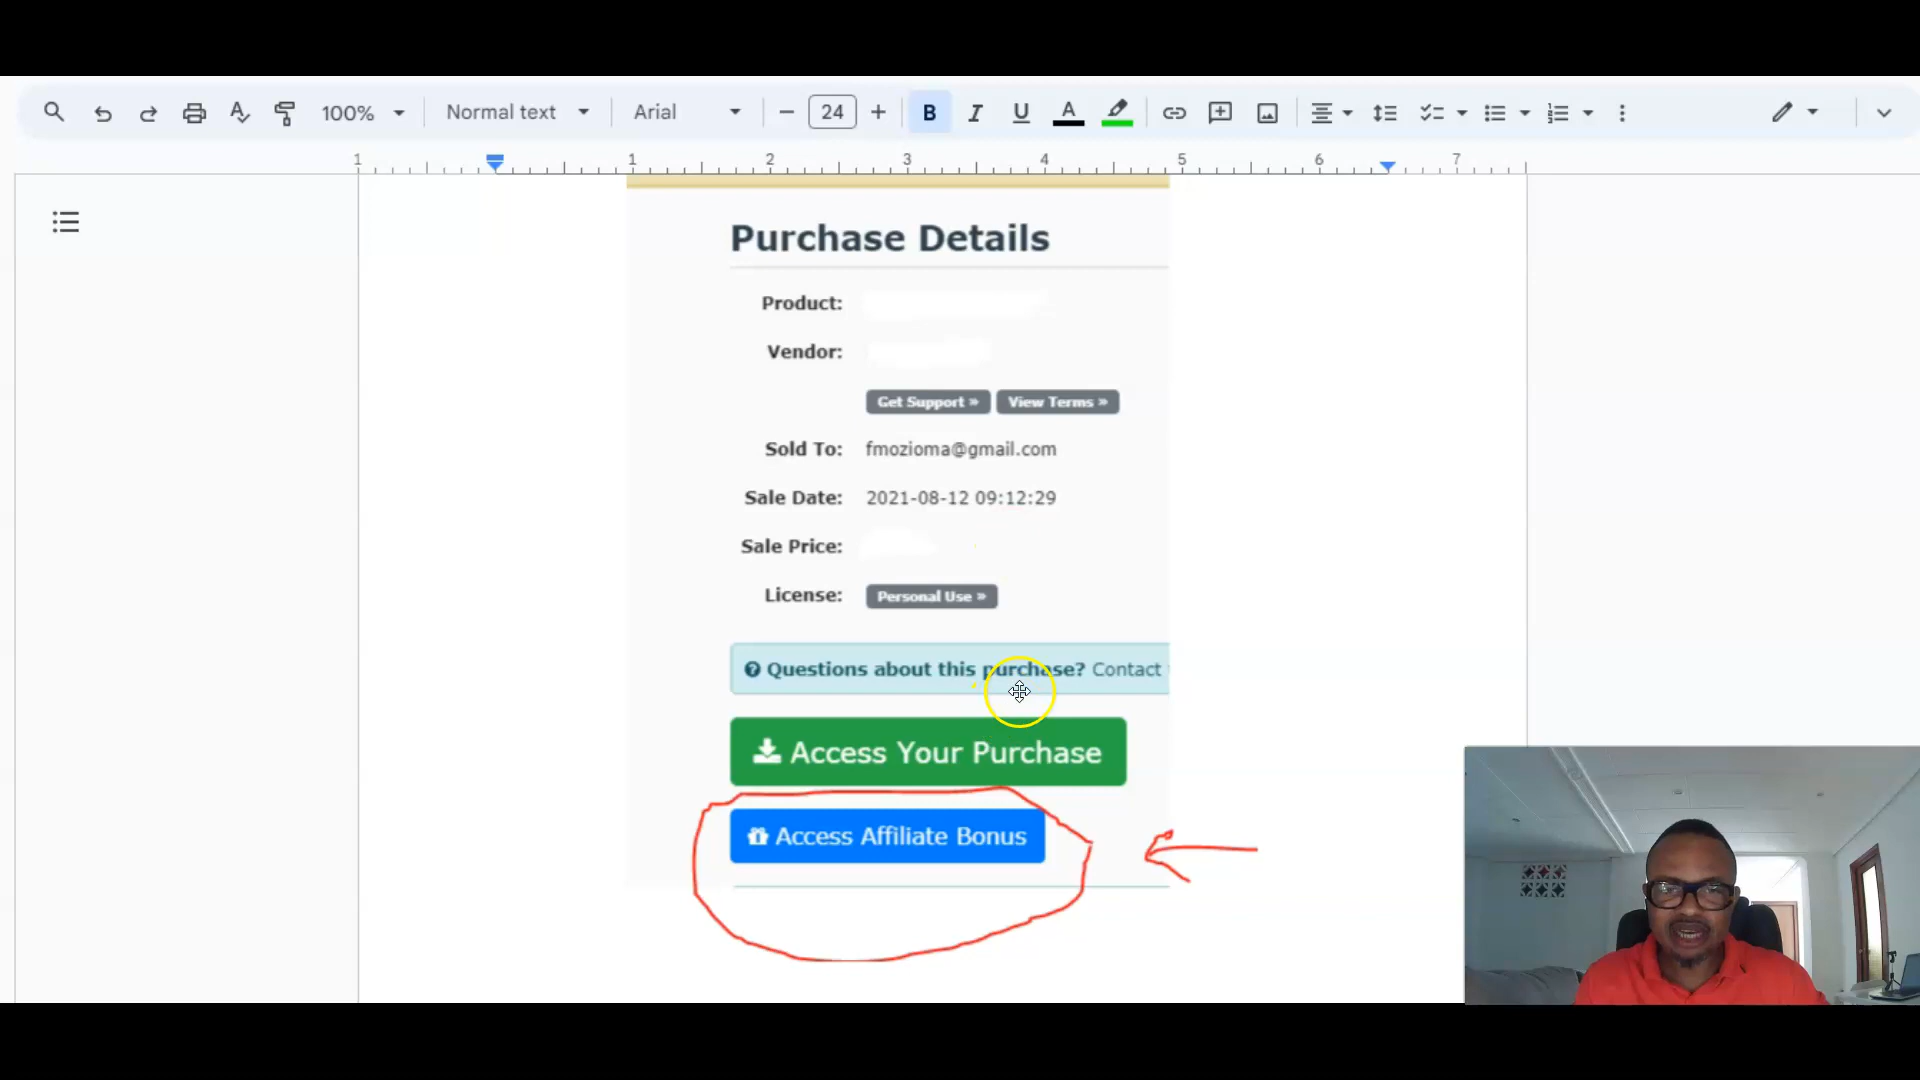 100% Normal text Arial 24 B I U A
1 1 2 3 4 5 6 7
Purchase Details
Product:
Vendor:
Get Support » View Terms »
Sold To: fmozioma@gmail.com
Sale Date: 2021-08-12 09:12:29
Sale Price:
License: Personal Use »
Questions about this purchase? Contact
Access Your Purchase
Access Affiliate Bonus